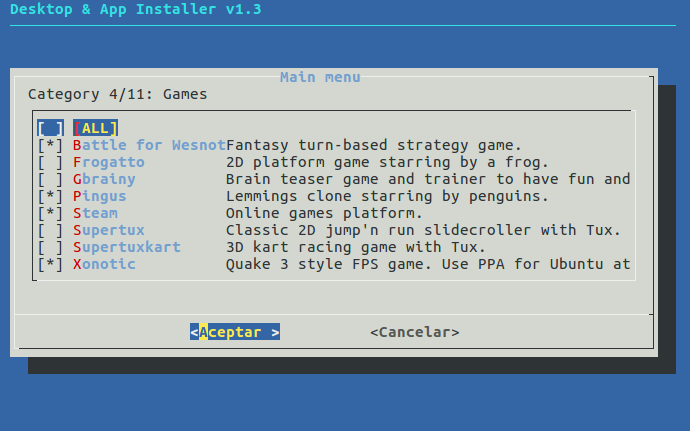 Desktop & App Installer v1.3
Main menu
Category 4/11: Games
[ ] [ALL]
[*] Battle for WesnotFantasy turn-based strategy game.
[ ] Frogatto 2D platform game starring by a frog.
[ ] Gbrainy Brain teaser game and trainer to have fun and
[*] Pingus Lemmings clone starring by penguins.
[*] Steam Online games platform.
[ ] Supertux Classic 2D jump'n run slidecroller with Tux.
[ ] Supertuxkart 3D kart racing game with Tux.
[*] Xonotic Quake 3 style FPS game. Use PPA for Ubuntu at
<Aceptar > <Cancelar>